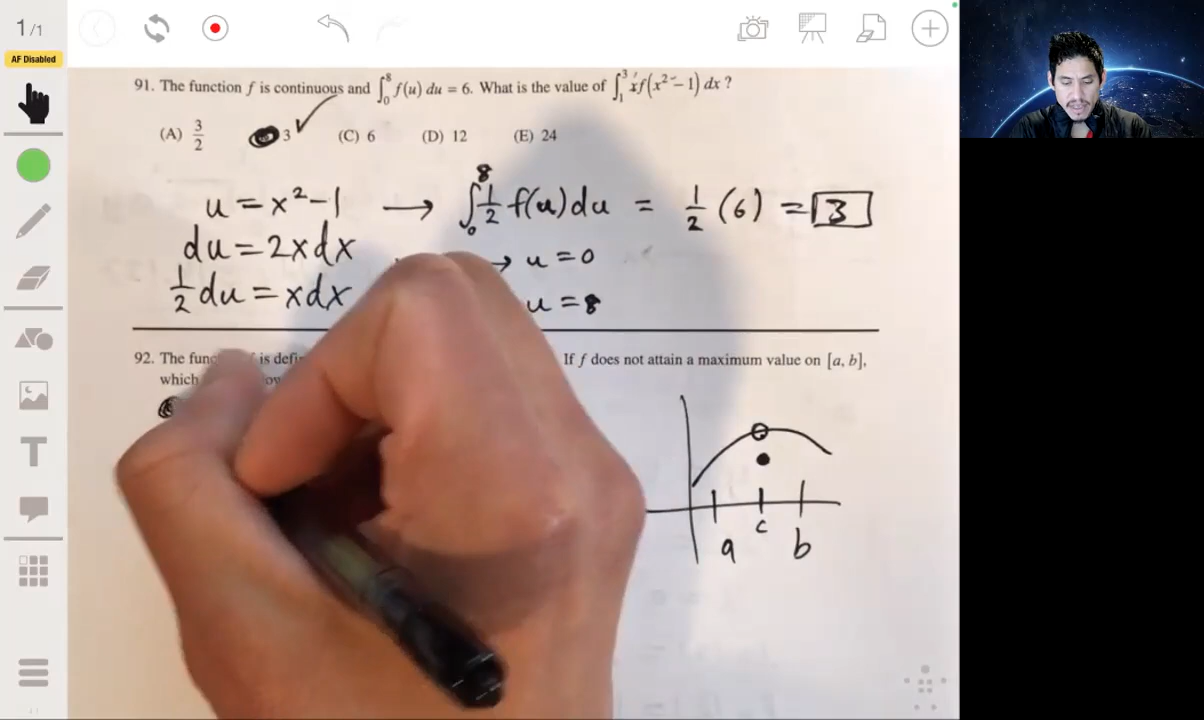 1/1
AF Disabled
91. The function f is continuous and ∫₀⁸ f(u) du = 6. What is the value of ∫₁³ xf(x² − 1) dx ?
(A) 3/2 3 (C) 6 (D) 12 (E) 24
u = x² − 1 → ∫₀⁸ 1/2 f(u) du = 1/2 (6) = 3
du = 2x dx → u = 0
1/2 du = x dx u = 8
92. The is If f does not attain a maximum value on [a, b],
which
c
a b
T